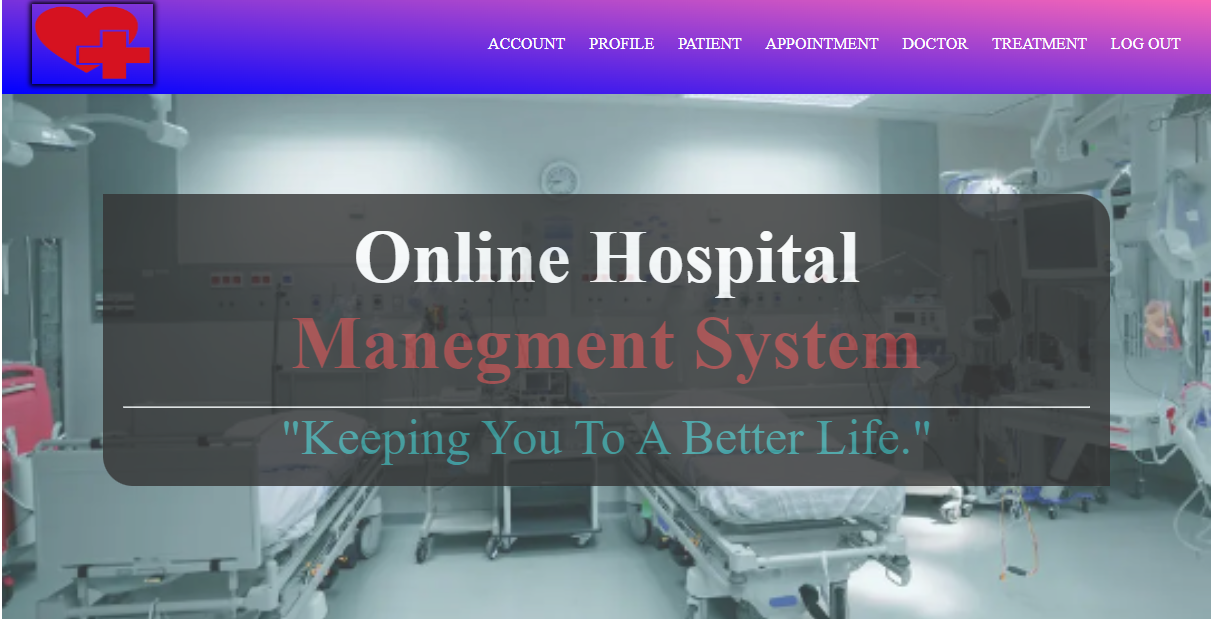 ACCOUNT PROFILE PATIENT APPOINTMENT DOCTOR TREATMENT LOG OUT
Online Hospital
Manegment System
"Keeping You To A Better Life."